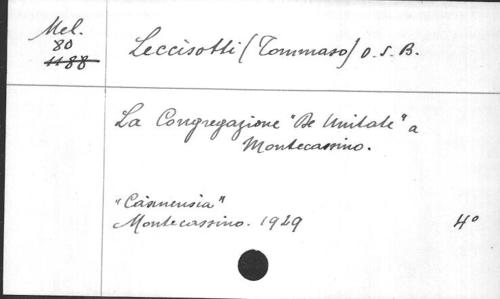 Mel.
80
1188
Leccisotti (Tommaso) O. S. B.
La Congregazione "De Unitate" a
Montecassino.
"Casinensia"
Montecassino. 1929
4°